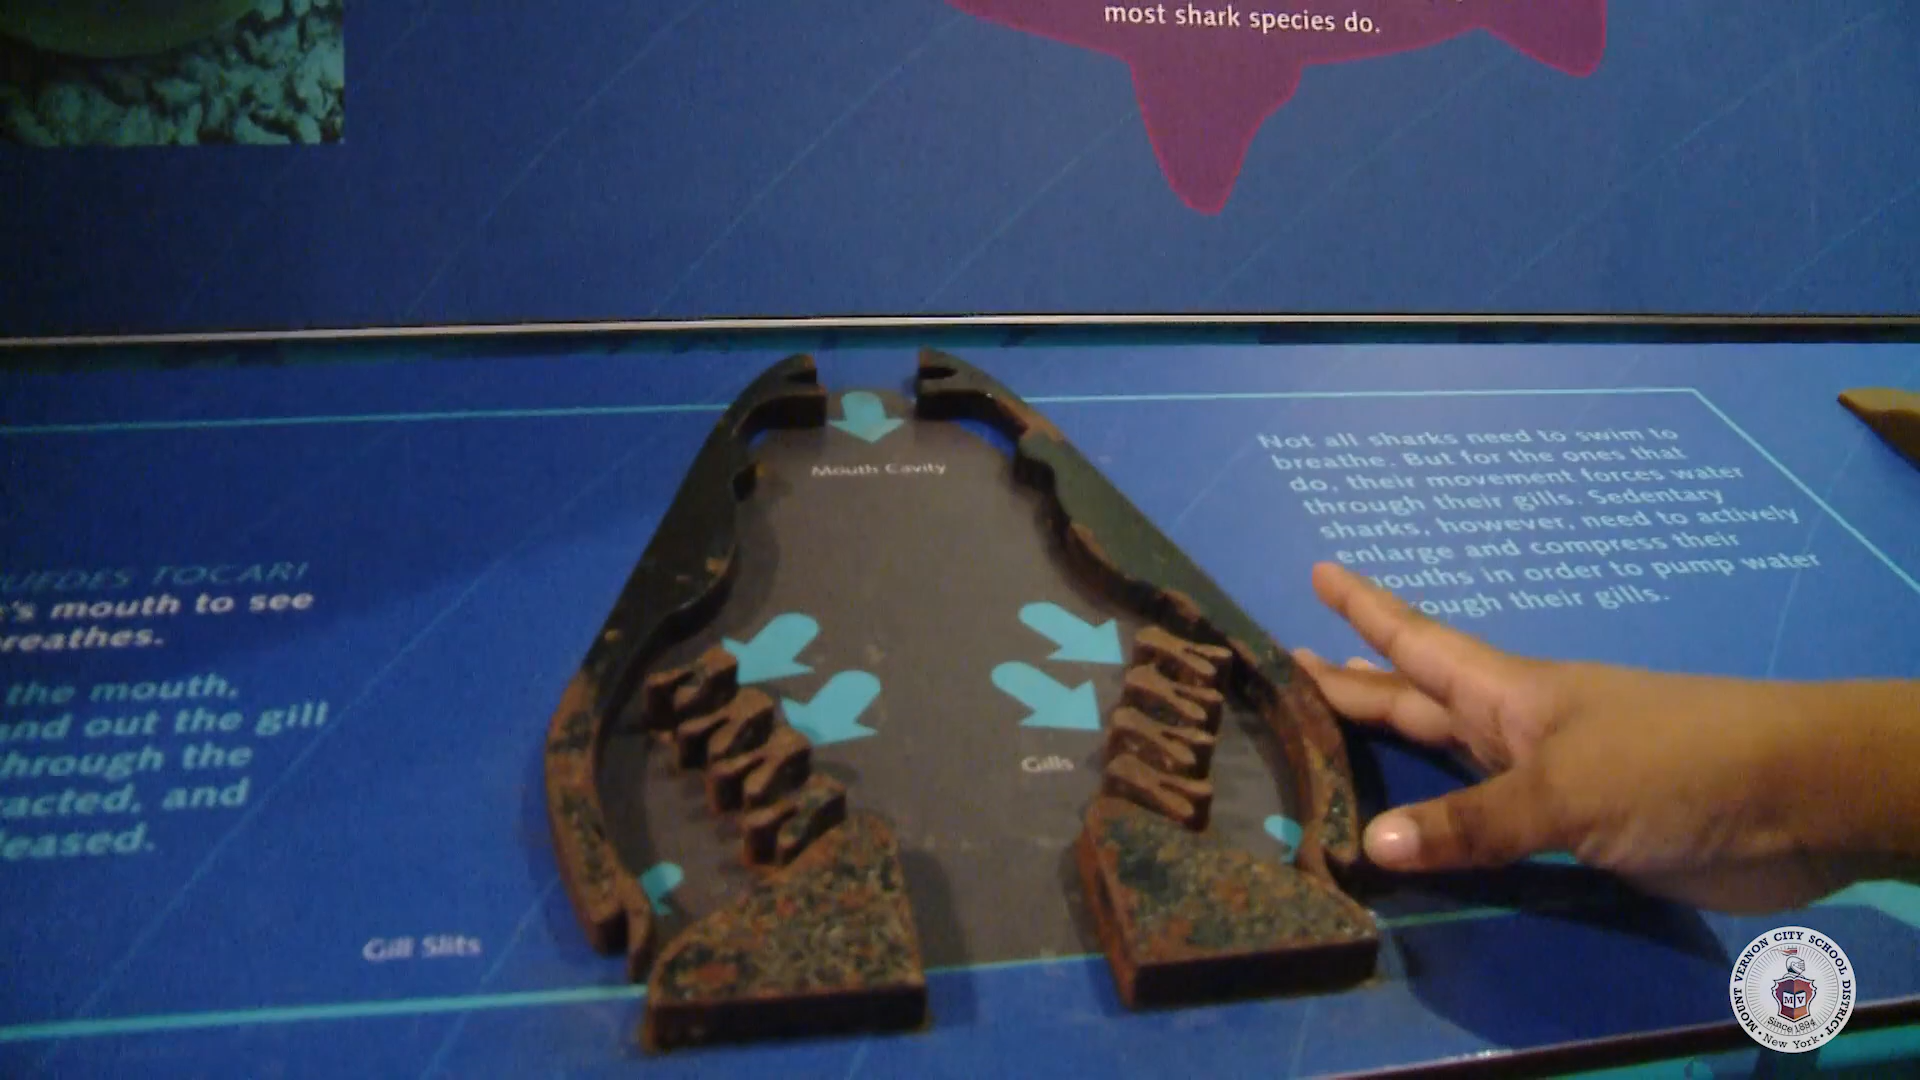 most shark species do.
Mouth Cavity
Not all sharks need to swim to
breathe. But for the ones that
do, their movement forces water
through their gills. Sedentary
sharks, however, need to actively
enlarge and compress their
mouths in order to pump water
through their gills.
TOCAR!
's mouth to see
breathes.
the mouth,
and out the gill
through the
acted, and
leased.
Gills
Gill Slits
MOUNT VERNON CITY SCHOOL DISTRICT
MV
Since 1894
New York